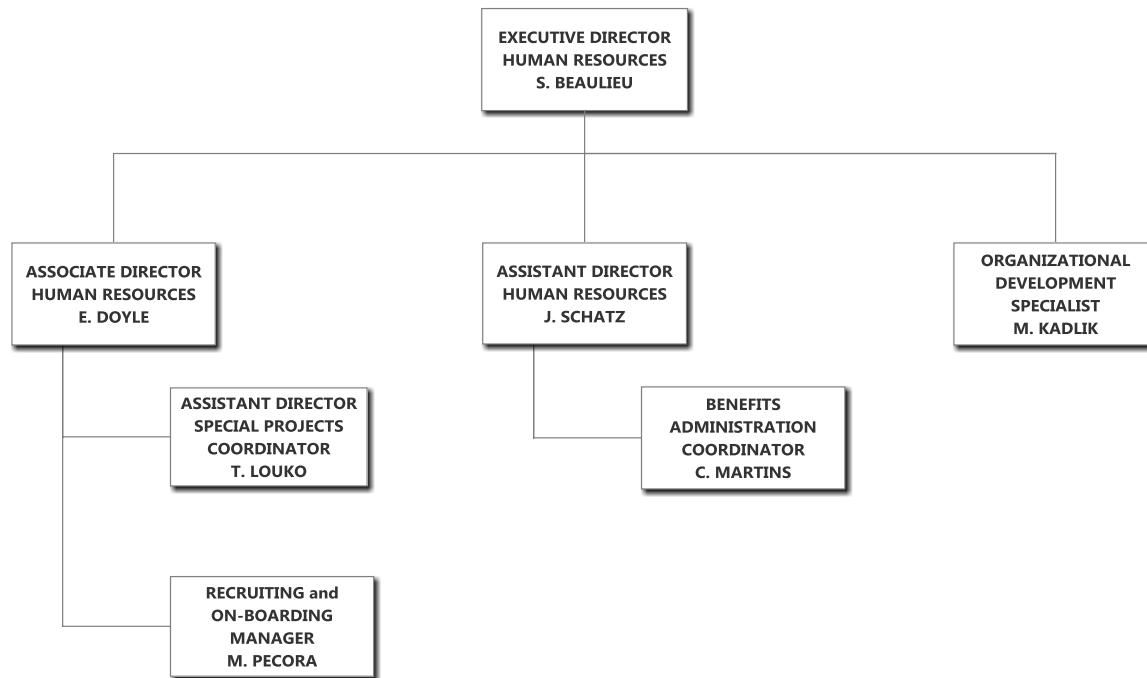 EXECUTIVE DIRECTOR
HUMAN RESOURCES
S. BEAULIEU
ASSOCIATE DIRECTOR
HUMAN RESOURCES
E. DOYLE
ASSISTANT DIRECTOR
HUMAN RESOURCES
J. SCHATZ
ORGANIZATIONAL
DEVELOPMENT
SPECIALIST
M. KADLIK
ASSISTANT DIRECTOR
SPECIAL PROJECTS
COORDINATOR
T. LOUKO
BENEFITS
ADMINISTRATION
COORDINATOR
C. MARTINS
RECRUITING and
ON-BOARDING
MANAGER
M. PECORA